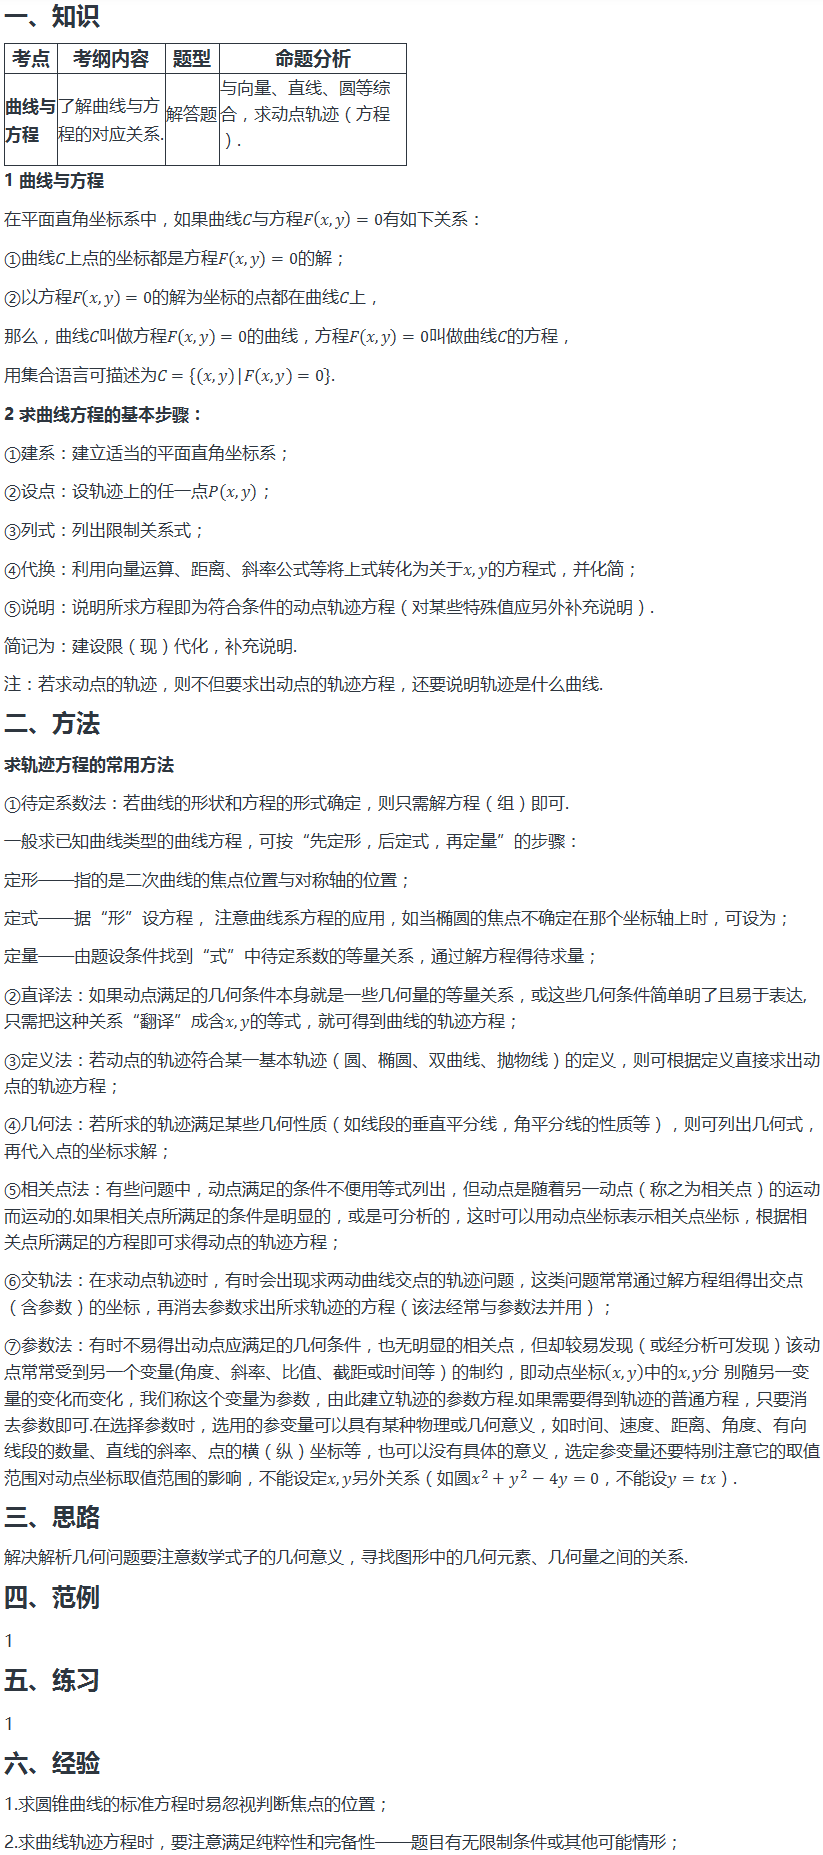 一、知识
考点 考纲内容 题型 命题分析
曲线与方程 了解曲线与方程的对应关系. 解答题 与向量、直线、圆等综合，求动点轨迹（方程）.
1 曲线与方程
在平面直角坐标系中，如果曲线C与方程F(x,y)=0有如下关系：
①曲线C上点的坐标都是方程F(x,y)=0的解；
②以方程F(x,y)=0的解为坐标的点都在曲线C上，
那么，曲线C叫做方程F(x,y)=0的曲线，方程F(x,y)=0叫做曲线C的方程，
用集合语言可描述为C={(x,y)|F(x,y)=0}.
2 求曲线方程的基本步骤：
①建系：建立适当的平面直角坐标系；
②设点：设轨迹上的任一点P(x,y)；
③列式：列出限制关系式；
④代换：利用向量运算、距离、斜率公式等将上式转化为关于x,y的方程式，并化简；
⑤说明：说明所求方程即为符合条件的动点轨迹方程（对某些特殊值应另外补充说明）.
简记为：建设限（现）代化，补充说明.
注：若求动点的轨迹，则不但要求出动点的轨迹方程，还要说明轨迹是什么曲线.
二、方法
求轨迹方程的常用方法
①待定系数法：若曲线的形状和方程的形式确定，则只需解方程（组）即可.
一般求已知曲线类型的曲线方程，可按“先定形，后定式，再定量”的步骤：
定形——指的是二次曲线的焦点位置与对称轴的位置；
定式——据“形”设方程， 注意曲线系方程的应用，如当椭圆的焦点不确定在那个坐标轴上时，可设为；
定量——由题设条件找到“式”中待定系数的等量关系，通过解方程得待求量；
②直译法：如果动点满足的几何条件本身就是一些几何量的等量关系，或这些几何条件简单明了且易于表达,
只需把这种关系“翻译”成含x,y的等式，就可得到曲线的轨迹方程；
③定义法：若动点的轨迹符合某一基本轨迹（圆、椭圆、双曲线、抛物线）的定义，则可根据定义直接求出动
点的轨迹方程；
④几何法：若所求的轨迹满足某些几何性质（如线段的垂直平分线，角平分线的性质等），则可列出几何式，
再代入点的坐标求解；
⑤相关点法：有些问题中，动点满足的条件不便用等式列出，但动点是随着另一动点（称之为相关点）的运动
而运动的.如果相关点所满足的条件是明显的，或是可分析的，这时可以用动点坐标表示相关点坐标，根据相
关点所满足的方程即可求得动点的轨迹方程；
⑥交轨法：在求动点轨迹时，有时会出现求两动曲线交点的轨迹问题，这类问题常常通过解方程组得出交点
（含参数）的坐标，再消去参数求出所求轨迹的方程（该法经常与参数法并用）；
⑦参数法：有时不易得出动点应满足的几何条件，也无明显的相关点，但却较易发现（或经分析可发现）该动
点常常受到另一个变量(角度、斜率、比值、截距或时间等）的制约，即动点坐标(x,y)中的x,y分 别随另一变
量的变化而变化，我们称这个变量为参数，由此建立轨迹的参数方程.如果需要得到轨迹的普通方程，只要消
去参数即可.在选择参数时，选用的参变量可以具有某种物理或几何意义，如时间、速度、距离、角度、有向
线段的数量、直线的斜率、点的横（纵）坐标等，也可以没有具体的意义，选定参变量还要特别注意它的取值
范围对动点坐标取值范围的影响，不能设定x,y另外关系（如圆x²+y²−4y=0，不能设y=tx）.
三、思路
解决解析几何问题要注意数学式子的几何意义，寻找图形中的几何元素、几何量之间的关系.
四、范例
1
五、练习
1
六、经验
1.求圆锥曲线的标准方程时易忽视判断焦点的位置；
2.求曲线轨迹方程时，要注意满足纯粹性和完备性——题目有无限制条件或其他可能情形；